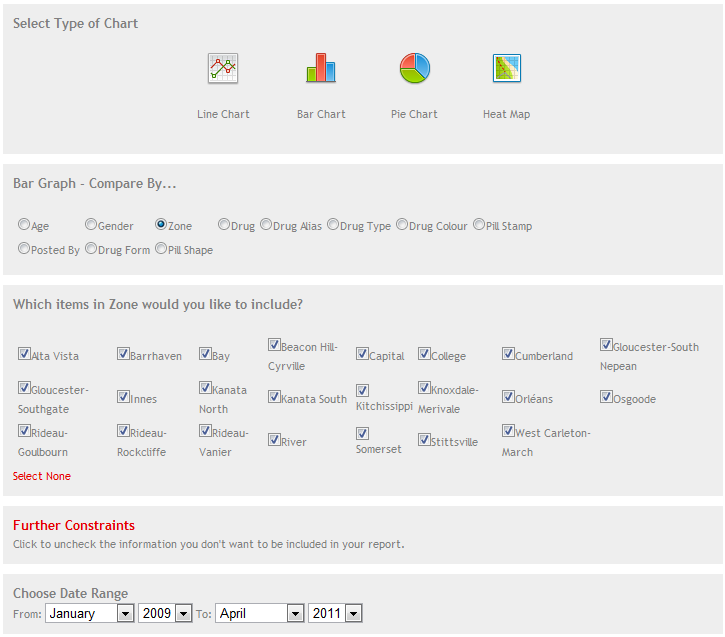 Select Type of Chart
Line Chart Bar Chart Pie Chart Heat Map
Bar Graph - Compare By...
Age Gender Zone Drug Drug Alias Drug Type Drug Colour Pill Stamp
Posted By Drug Form Pill Shape
Which items in Zone would you like to include?
Alta Vista Barrhaven Bay Beacon Hill-Cyrville Capital College Cumberland Gloucester-South Nepean
Gloucester-Southgate Innes Kanata North Kanata South Kitchissippi Knoxdale-Merivale Orléans Osgoode
Rideau-Goulbourn Rideau-Rockcliffe Rideau-Vanier River Somerset Stittsville West Carleton-March
Select None
Further Constraints
Click to uncheck the information you don't want to be included in your report.
Choose Date Range
From: January 2009 To: April 2011